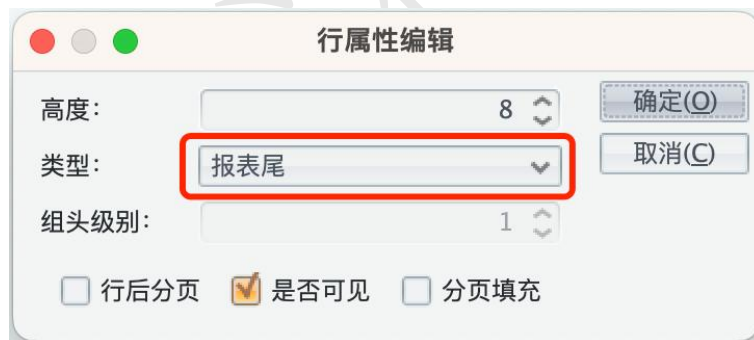 行属性编辑
高度: 8 确定(O)
类型: 报表尾 取消(C)
组头级别: 1
行后分页 是否可见 分页填充